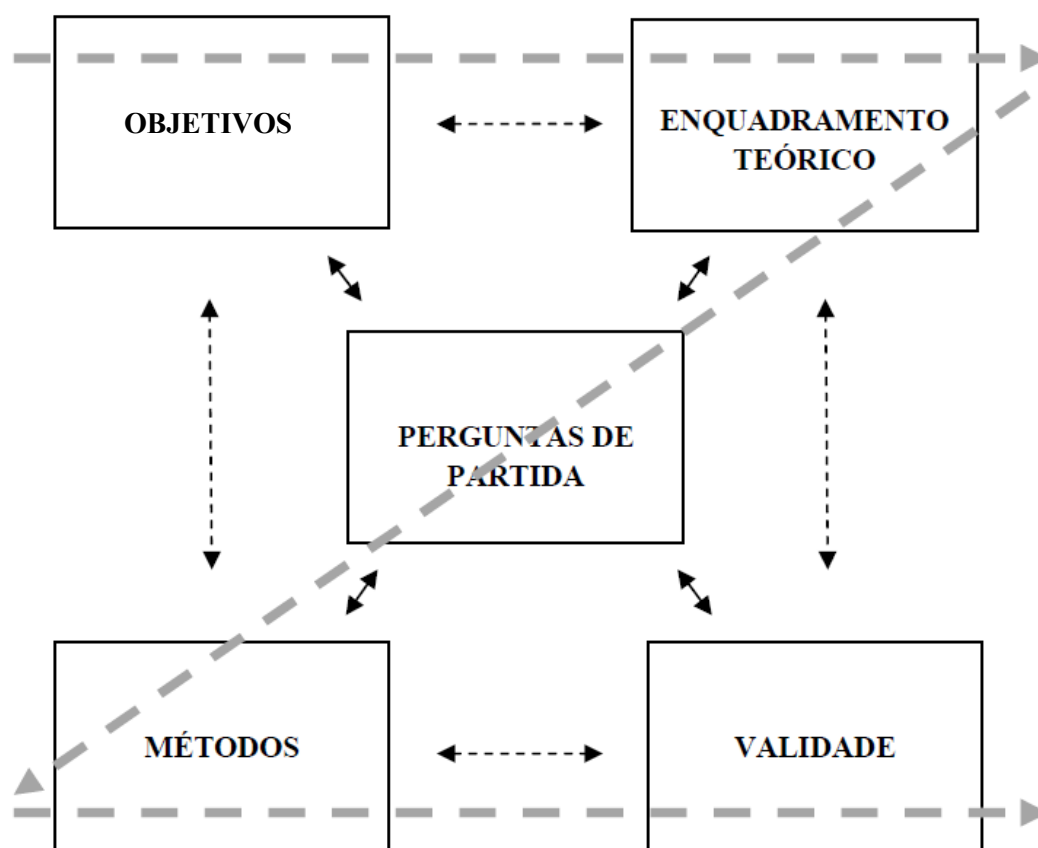 OBJETIVOS
ENQUADRAMENTO
TEÓRICO
PERGUNTAS DE
PARTIDA
MÉTODOS
VALIDADE